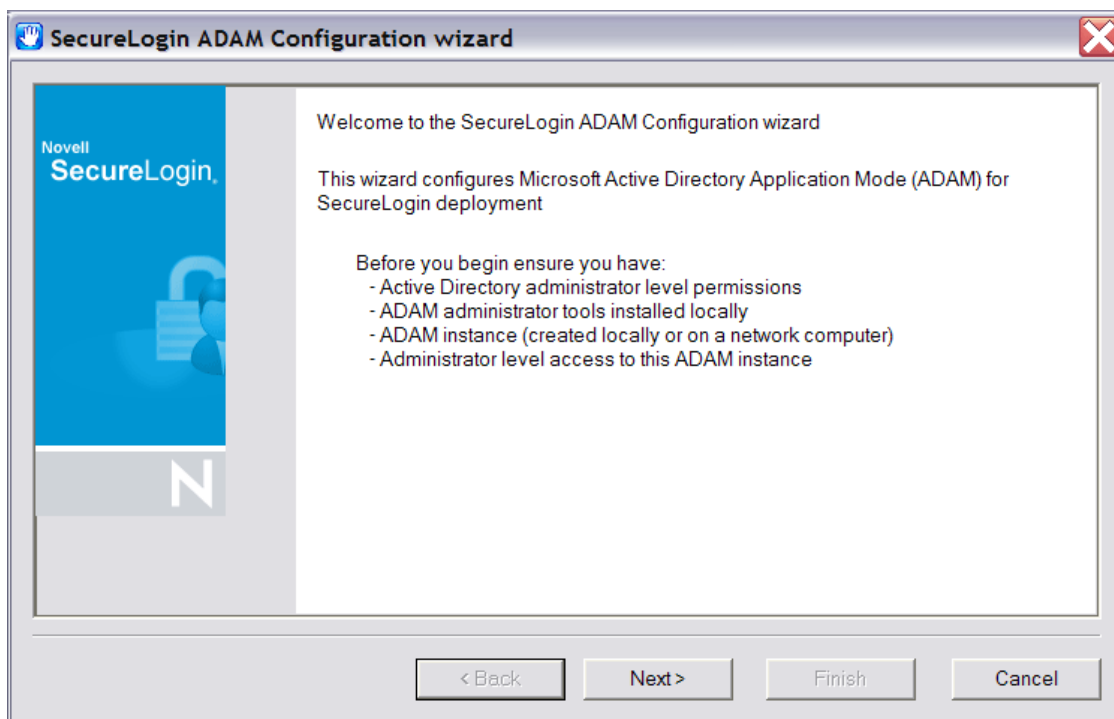 SecureLogin ADAM Configuration wizard
Novell
SecureLogin®
Welcome to the SecureLogin ADAM Configuration wizard
This wizard configures Microsoft Active Directory Application Mode (ADAM) for
SecureLogin deployment
Before you begin ensure you have:
- Active Directory administrator level permissions
- ADAM administrator tools installed locally
- ADAM instance (created locally or on a network computer)
- Administrator level access to this ADAM instance
N
< Back
Next >
Finish
Cancel